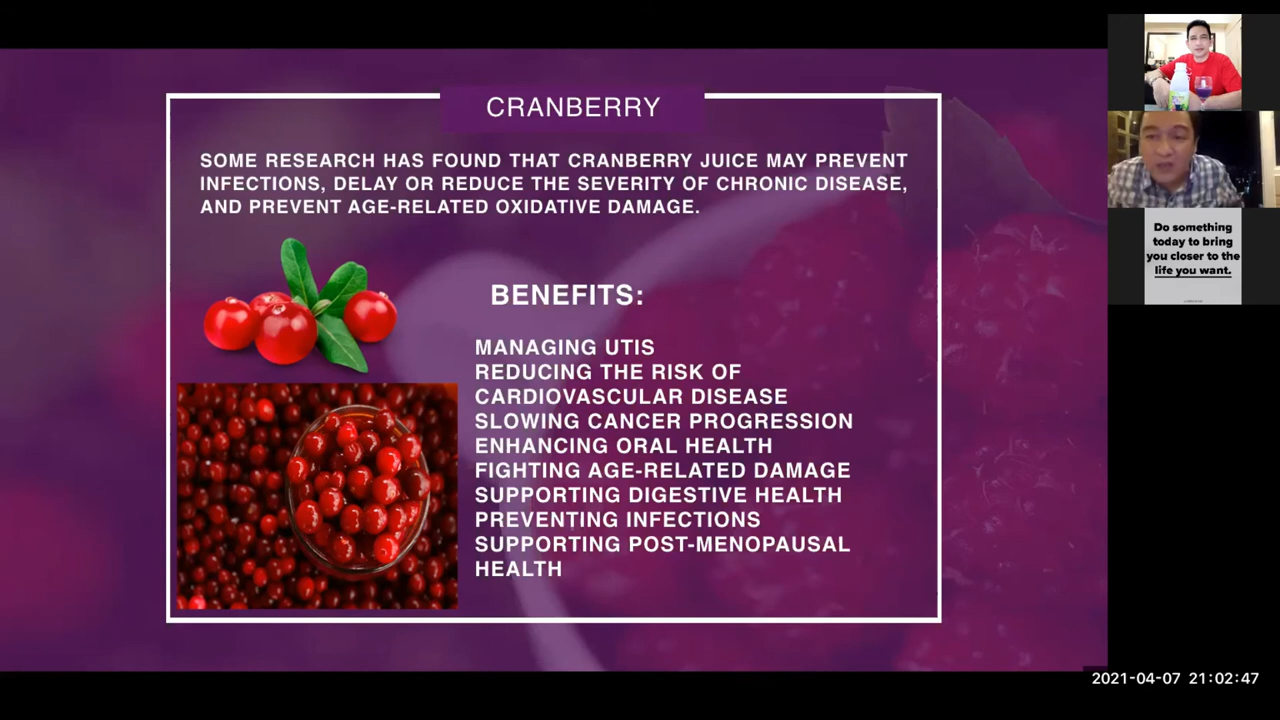 CRANBERRY
SOME RESEARCH HAS FOUND THAT CRANBERRY JUICE MAY PREVENT
INFECTIONS, DELAY OR REDUCE THE SEVERITY OF CHRONIC DISEASE,
AND PREVENT AGE-RELATED OXIDATIVE DAMAGE.
BENEFITS:
MANAGING UTIS
REDUCING THE RISK OF
CARDIOVASCULAR DISEASE
SLOWING CANCER PROGRESSION
ENHANCING ORAL HEALTH
FIGHTING AGE-RELATED DAMAGE
SUPPORTING DIGESTIVE HEALTH
PREVENTING INFECTIONS
SUPPORTING POST-MENOPAUSAL
HEALTH
Do something
today to bring
you closer to the
life you want.
2021-04-07 21:02:47